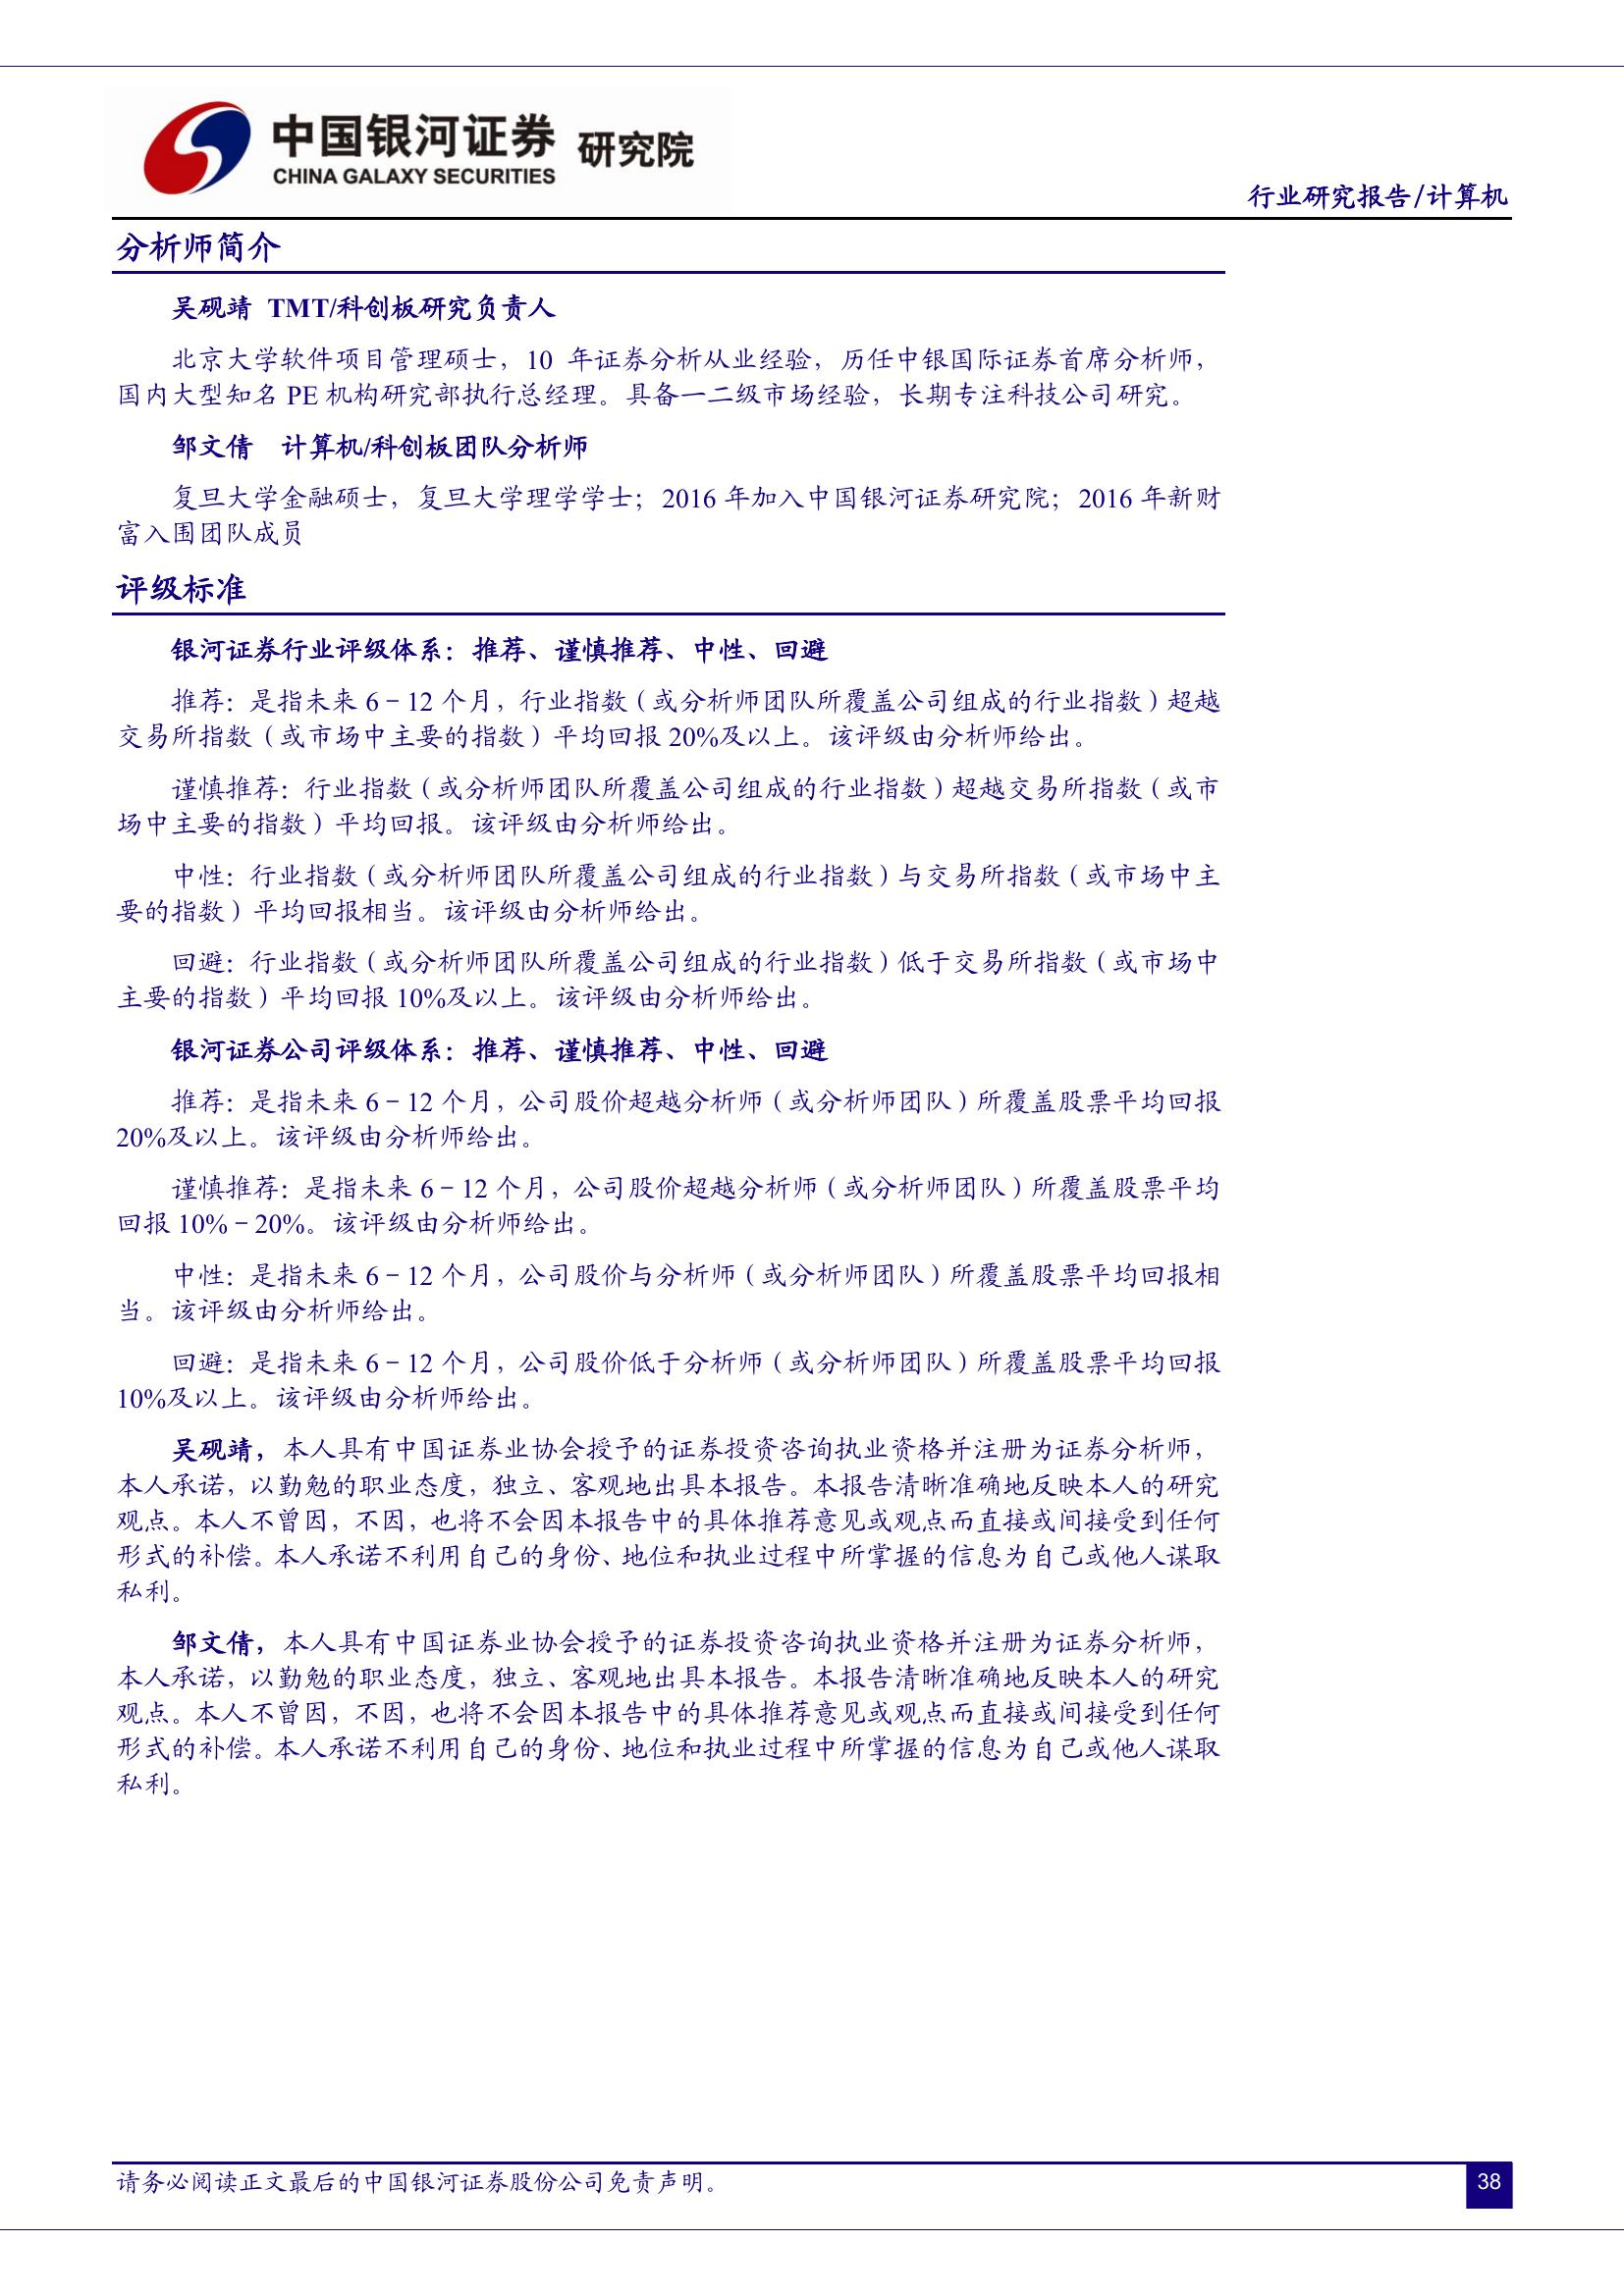 中国银河证券 研究院
CHINA GALAXY SECURITIES
行业研究报告/计算机
分析师简介
吴砚靖 TMT/科创板研究负责人
北京大学软件项目管理硕士，10 年证券分析从业经验，历任中银国际证券首席分析师，
国内大型知名 PE 机构研究部执行总经理。具备一二级市场经验，长期专注科技公司研究。
邹文倩 计算机/科创板团队分析师
复旦大学金融硕士，复旦大学理学学士；2016 年加入中国银河证券研究院；2016 年新财
富入围团队成员
评级标准
银河证券行业评级体系：推荐、谨慎推荐、中性、回避
推荐：是指未来 6－12 个月，行业指数（或分析师团队所覆盖公司组成的行业指数）超越
交易所指数（或市场中主要的指数）平均回报 20%及以上。该评级由分析师给出。
谨慎推荐：行业指数（或分析师团队所覆盖公司组成的行业指数）超越交易所指数（或市
场中主要的指数）平均回报。该评级由分析师给出。
中性：行业指数（或分析师团队所覆盖公司组成的行业指数）与交易所指数（或市场中主
要的指数）平均回报相当。该评级由分析师给出。
回避：行业指数（或分析师团队所覆盖公司组成的行业指数）低于交易所指数（或市场中
主要的指数）平均回报 10%及以上。该评级由分析师给出。
银河证券公司评级体系：推荐、谨慎推荐、中性、回避
推荐：是指未来 6－12 个月，公司股价超越分析师（或分析师团队）所覆盖股票平均回报
20%及以上。该评级由分析师给出。
谨慎推荐：是指未来 6－12 个月，公司股价超越分析师（或分析师团队）所覆盖股票平均
回报 10%－20%。该评级由分析师给出。
中性：是指未来 6－12 个月，公司股价与分析师（或分析师团队）所覆盖股票平均回报相
当。该评级由分析师给出。
回避：是指未来 6－12 个月，公司股价低于分析师（或分析师团队）所覆盖股票平均回报
10%及以上。该评级由分析师给出。
吴砚靖，本人具有中国证券业协会授予的证券投资咨询执业资格并注册为证券分析师，
本人承诺，以勤勉的职业态度，独立、客观地出具本报告。本报告清晰准确地反映本人的研究
观点。本人不曾因，不因，也将不会因本报告中的具体推荐意见或观点而直接或间接受到任何
形式的补偿。本人承诺不利用自己的身份、地位和执业过程中所掌握的信息为自己或他人谋取
私利。
邹文倩，本人具有中国证券业协会授予的证券投资咨询执业资格并注册为证券分析师，
本人承诺，以勤勉的职业态度，独立、客观地出具本报告。本报告清晰准确地反映本人的研究
观点。本人不曾因，不因，也将不会因本报告中的具体推荐意见或观点而直接或间接受到任何
形式的补偿。本人承诺不利用自己的身份、地位和执业过程中所掌握的信息为自己或他人谋取
私利。
请务必阅读正文最后的中国银河证券股份公司免责声明。
38